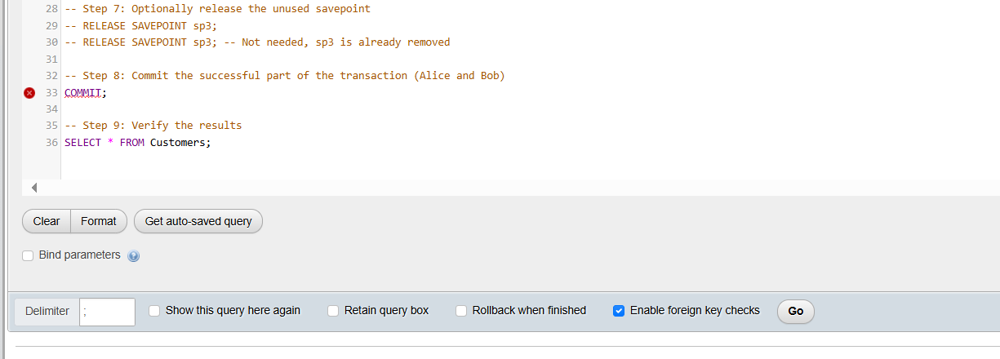 28 -- Step 7: Optionally release the unused savepoint
29 -- RELEASE SAVEPOINT sp3;
30 -- RELEASE SAVEPOINT sp3; -- Not needed, sp3 is already removed
31
32 -- Step 8: Commit the successful part of the transaction (Alice and Bob)
33 COMMIT;
34
35 -- Step 9: Verify the results
36 SELECT * FROM Customers;
Clear Format Get auto-saved query
Bind parameters
Delimiter ; Show this query here again Retain query box Rollback when finished Enable foreign key checks Go